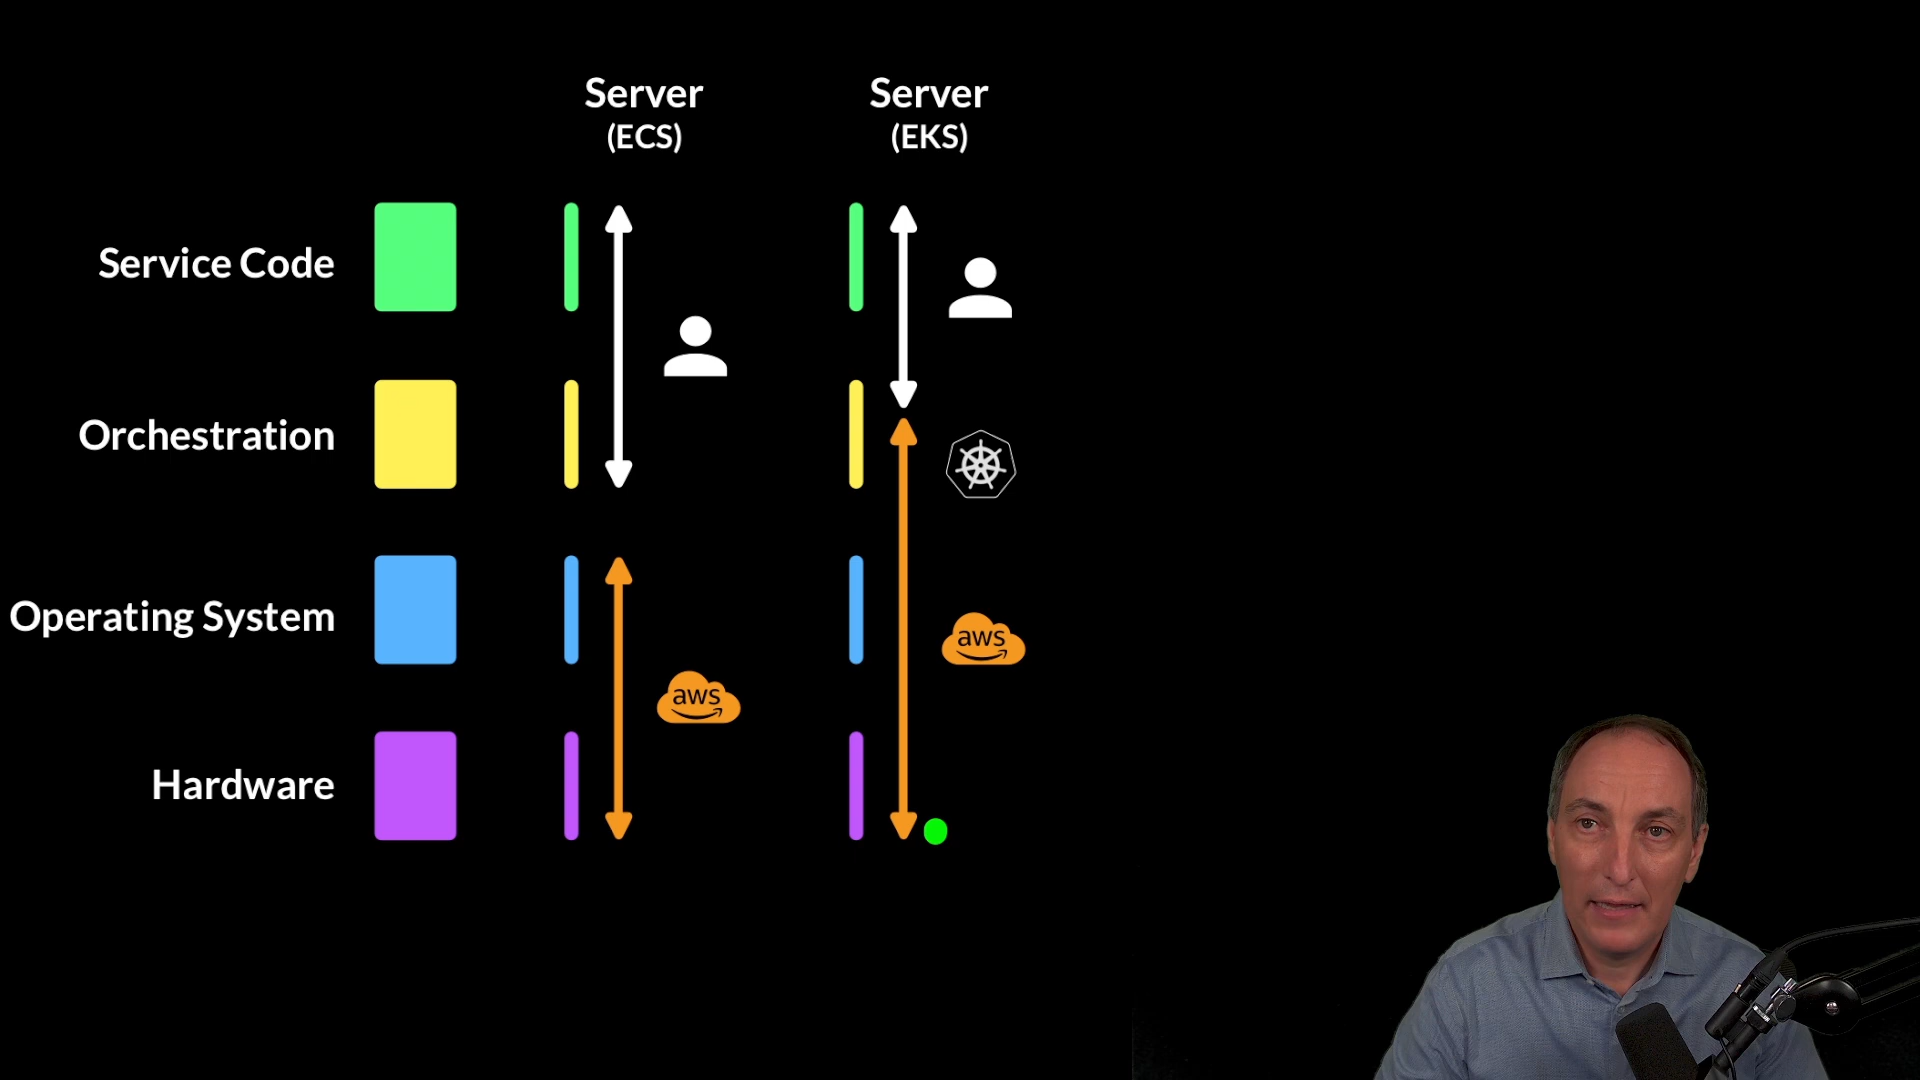 Server
(ECS)
Server
(EKS)
Service Code
Orchestration
Operating System
Hardware
aws
aws